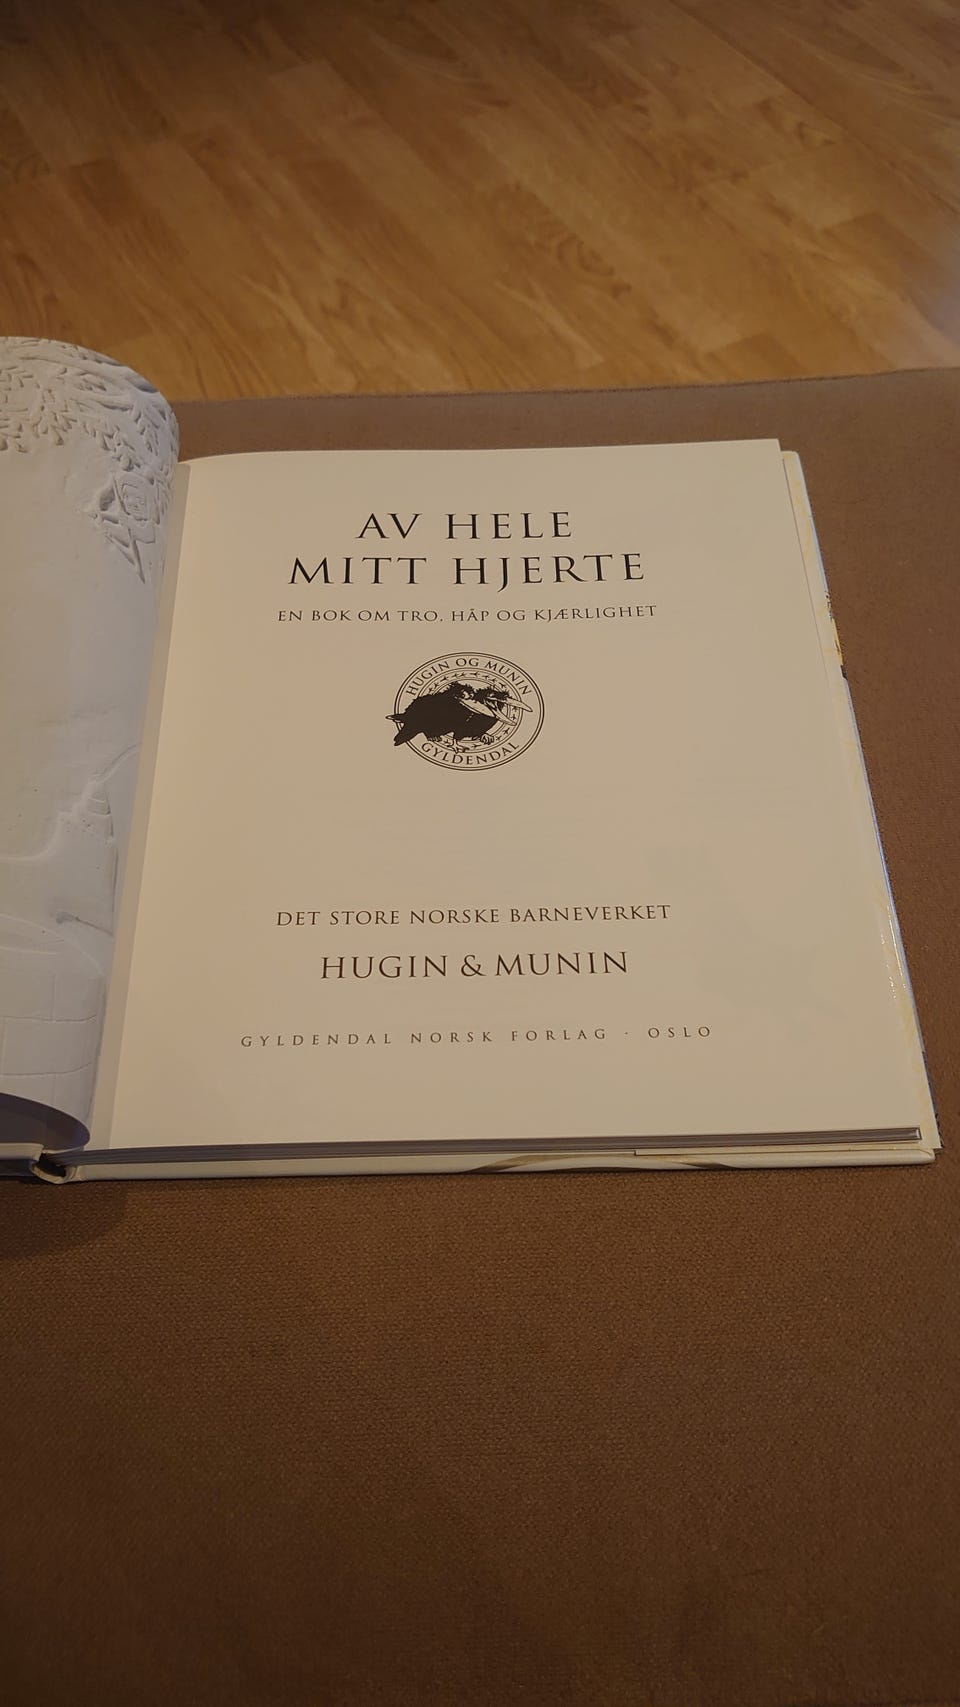 AV HELE
MITT HJERTE
EN BOK OM TRO, HÅP OG KJÆRLIGHET
HUGIN OG MUNIN
GYLDENDAL
DET STORE NORSKE BARNEVERKET
HUGIN & MUNIN
GYLDENDAL NORSK FORLAG · OSLO